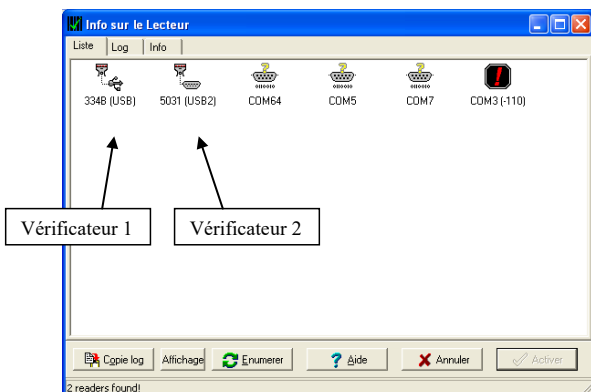 Info sur le Lecteur
Liste Log Info
334B (USB) 5031 (USB2) COM64 COM5 COM7 COM3 (-110)
Vérificateur 1 Vérificateur 2
Copie log Affichage Enumerer Aide Annuler Activer
2 readers found!